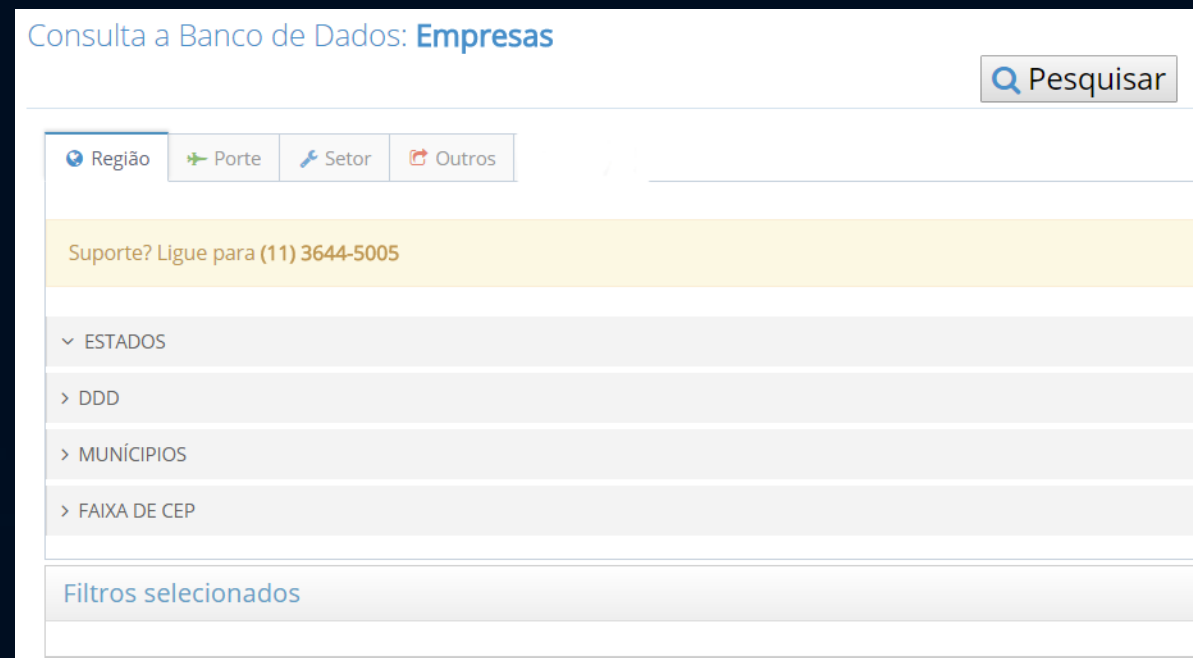 Consulta a Banco de Dados: Empresas
Pesquisar
Região Porte Setor Outros
Suporte? Ligue para (11) 3644-5005
ESTADOS
DDD
MUNÍCIPIOS
FAIXA DE CEP
Filtros selecionados